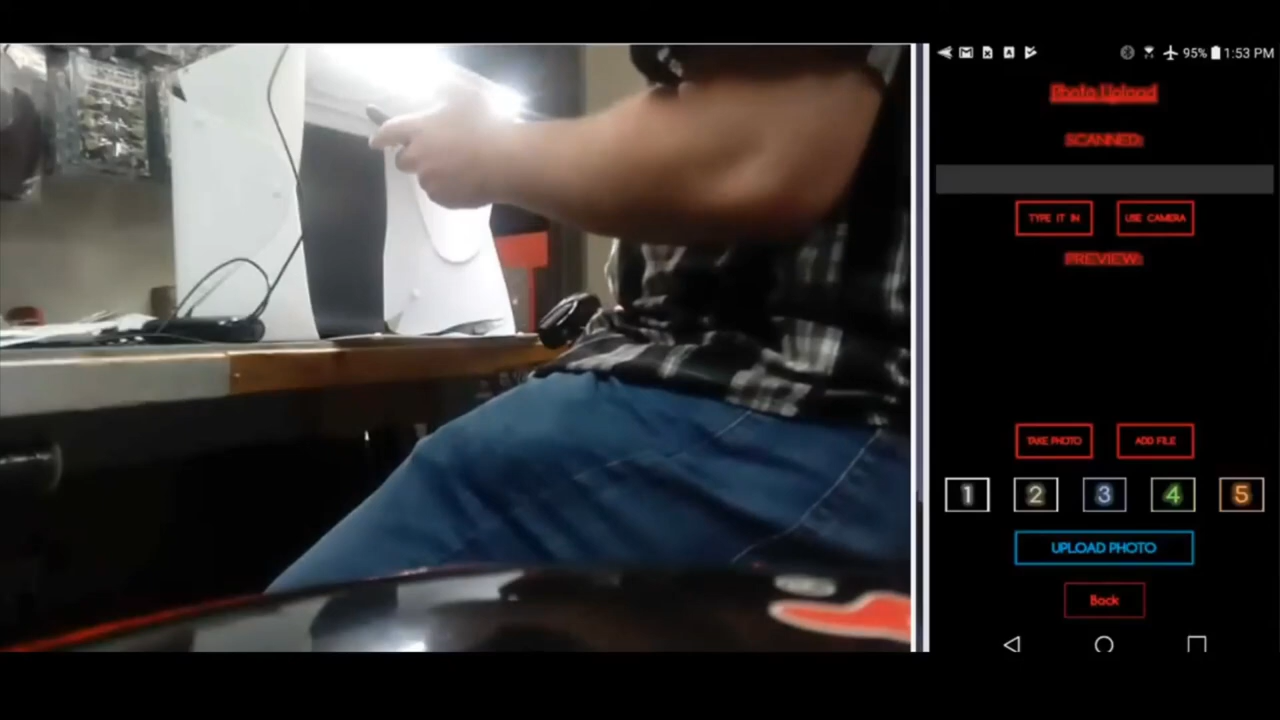 95% 1:53 PM
Photo Upload
SCANNED:
TYPE IT IN USE CAMERA
PREVIEW:
TAKE PHOTO ADD FILE
1 2 3 4 5
UPLOAD PHOTO
Back